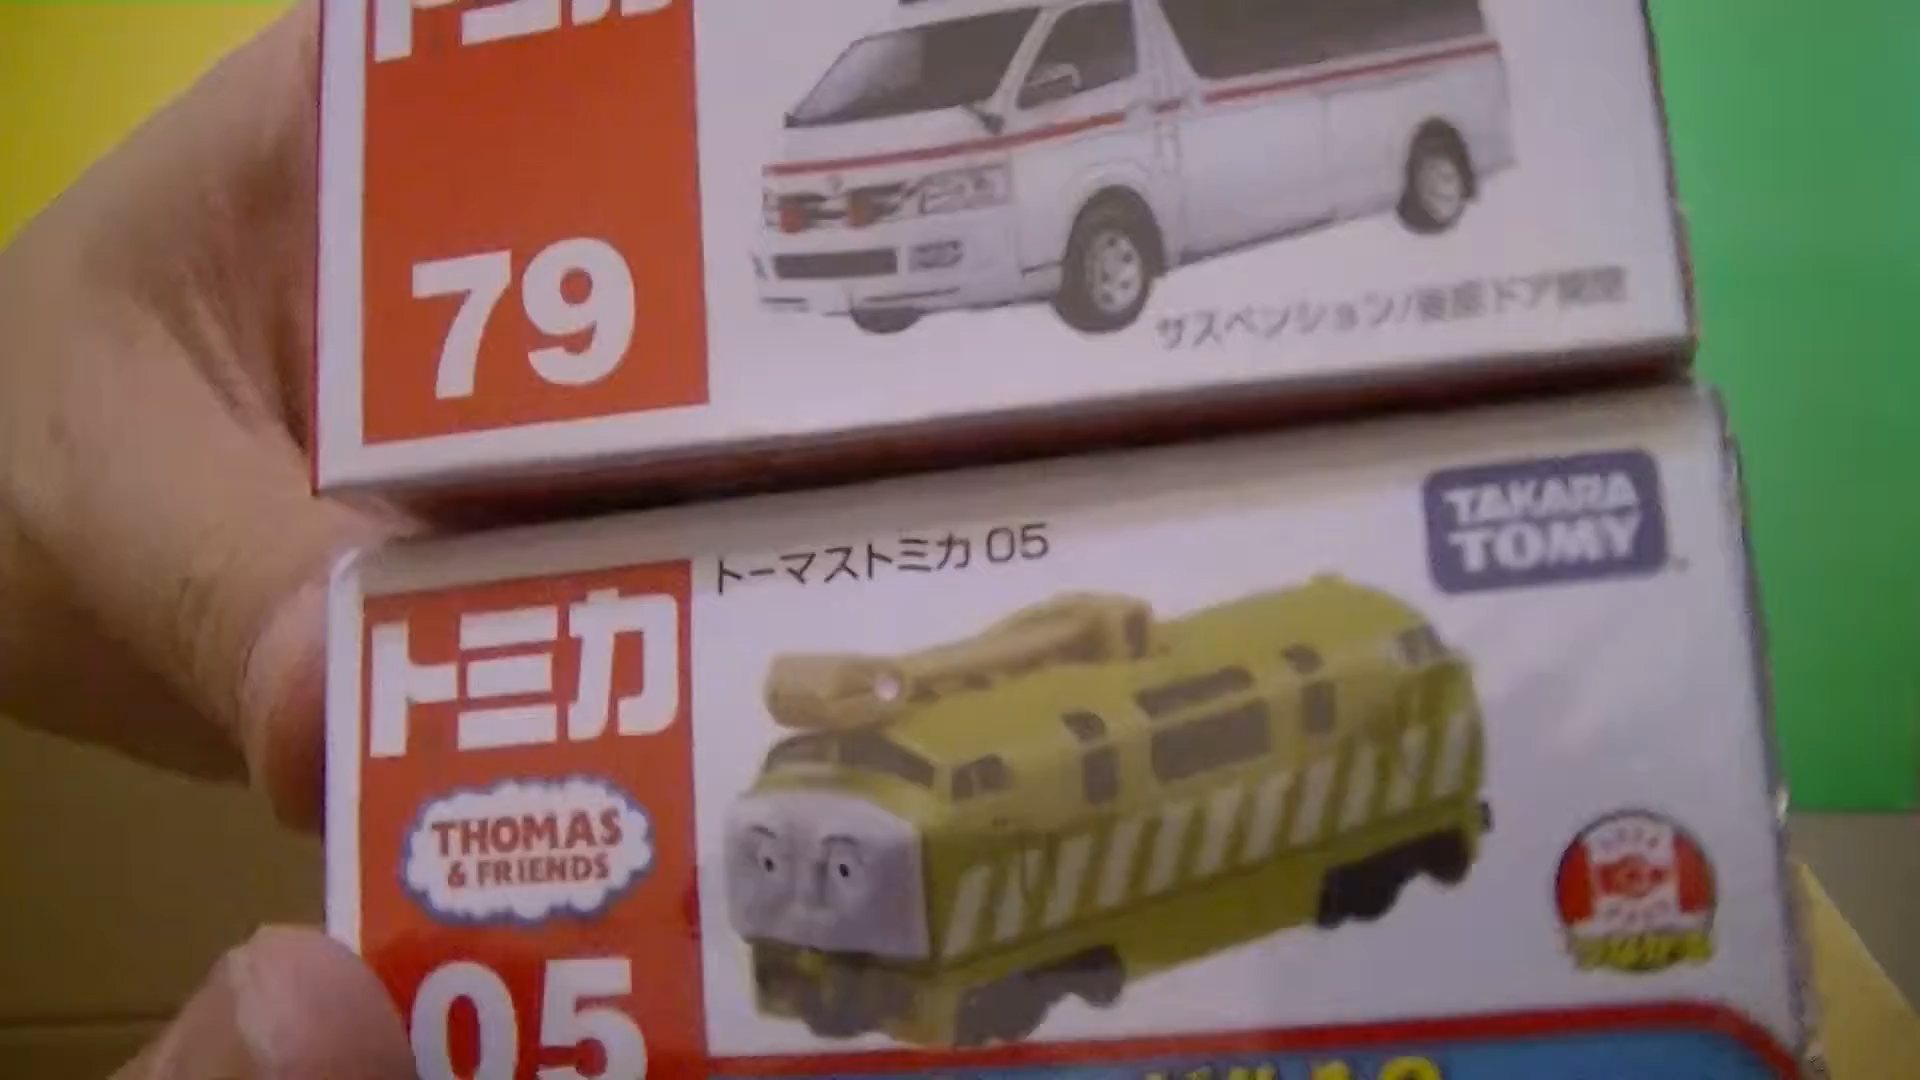 トミカ
79
サスペンション/後部ドア開閉
トーマストミカ 05
TAKARA
TOMY
トミカ
THOMAS
& FRIENDS
05